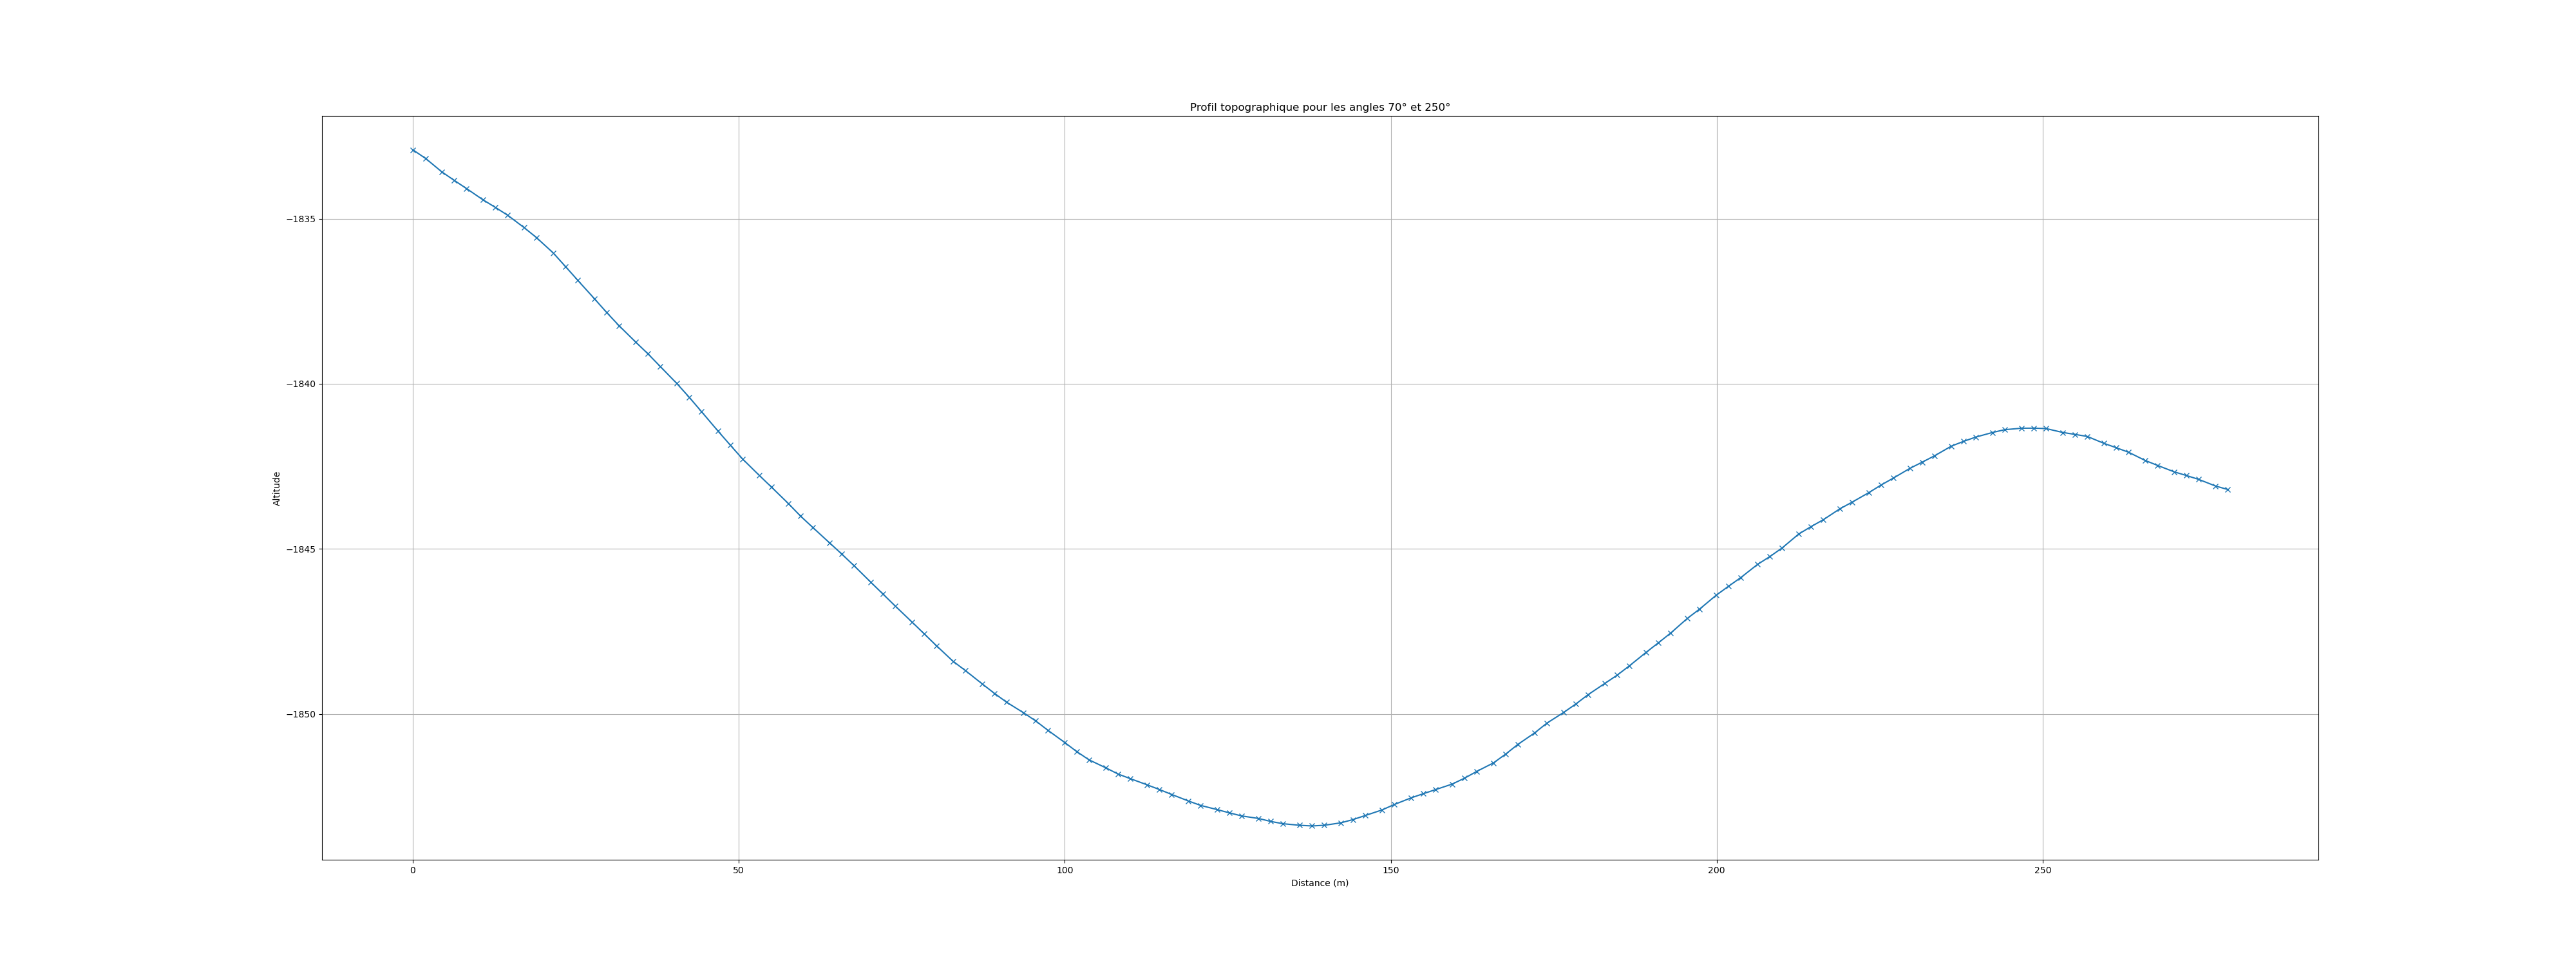 Profil topographique pour les angles 70° et 250°
−1835
−1840
Altitude
−1845
−1850
0 50 100 150 200 250
Distance (m)